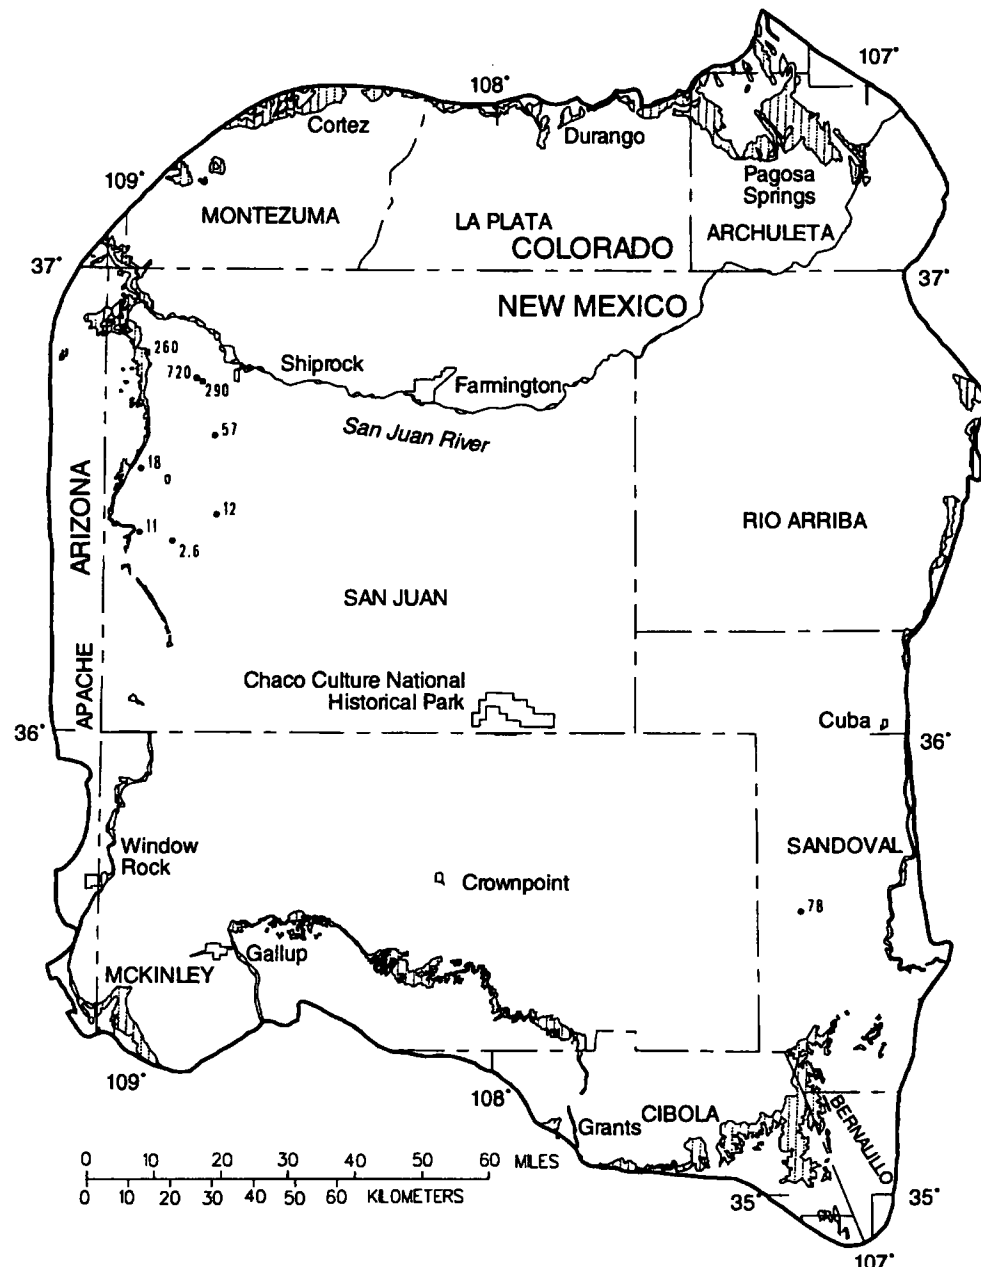 107°
108°
Cortez
Durango
109°
Pagosa
Springs
MONTEZUMA
LA PLATA
ARCHULETA
COLORADO
37°
37°
NEW MEXICO
260
Shiprock
720
290
Farmington
57
San Juan River
18
0
ARIZONA
12
11
RIO ARRIBA
2.6
SAN JUAN
APACHE
Chaco Culture National
Historical Park
Cuba
36°
36°
Window
Rock
SANDOVAL
Crownpoint
78
Gallup
MCKINLEY
109°
108°
CIBOLA
BERNALILLO
Grants
0 10 20 30 40 50 60 MILES
0 10 20 30 40 50 60 KILOMETERS
35°
35°
107°